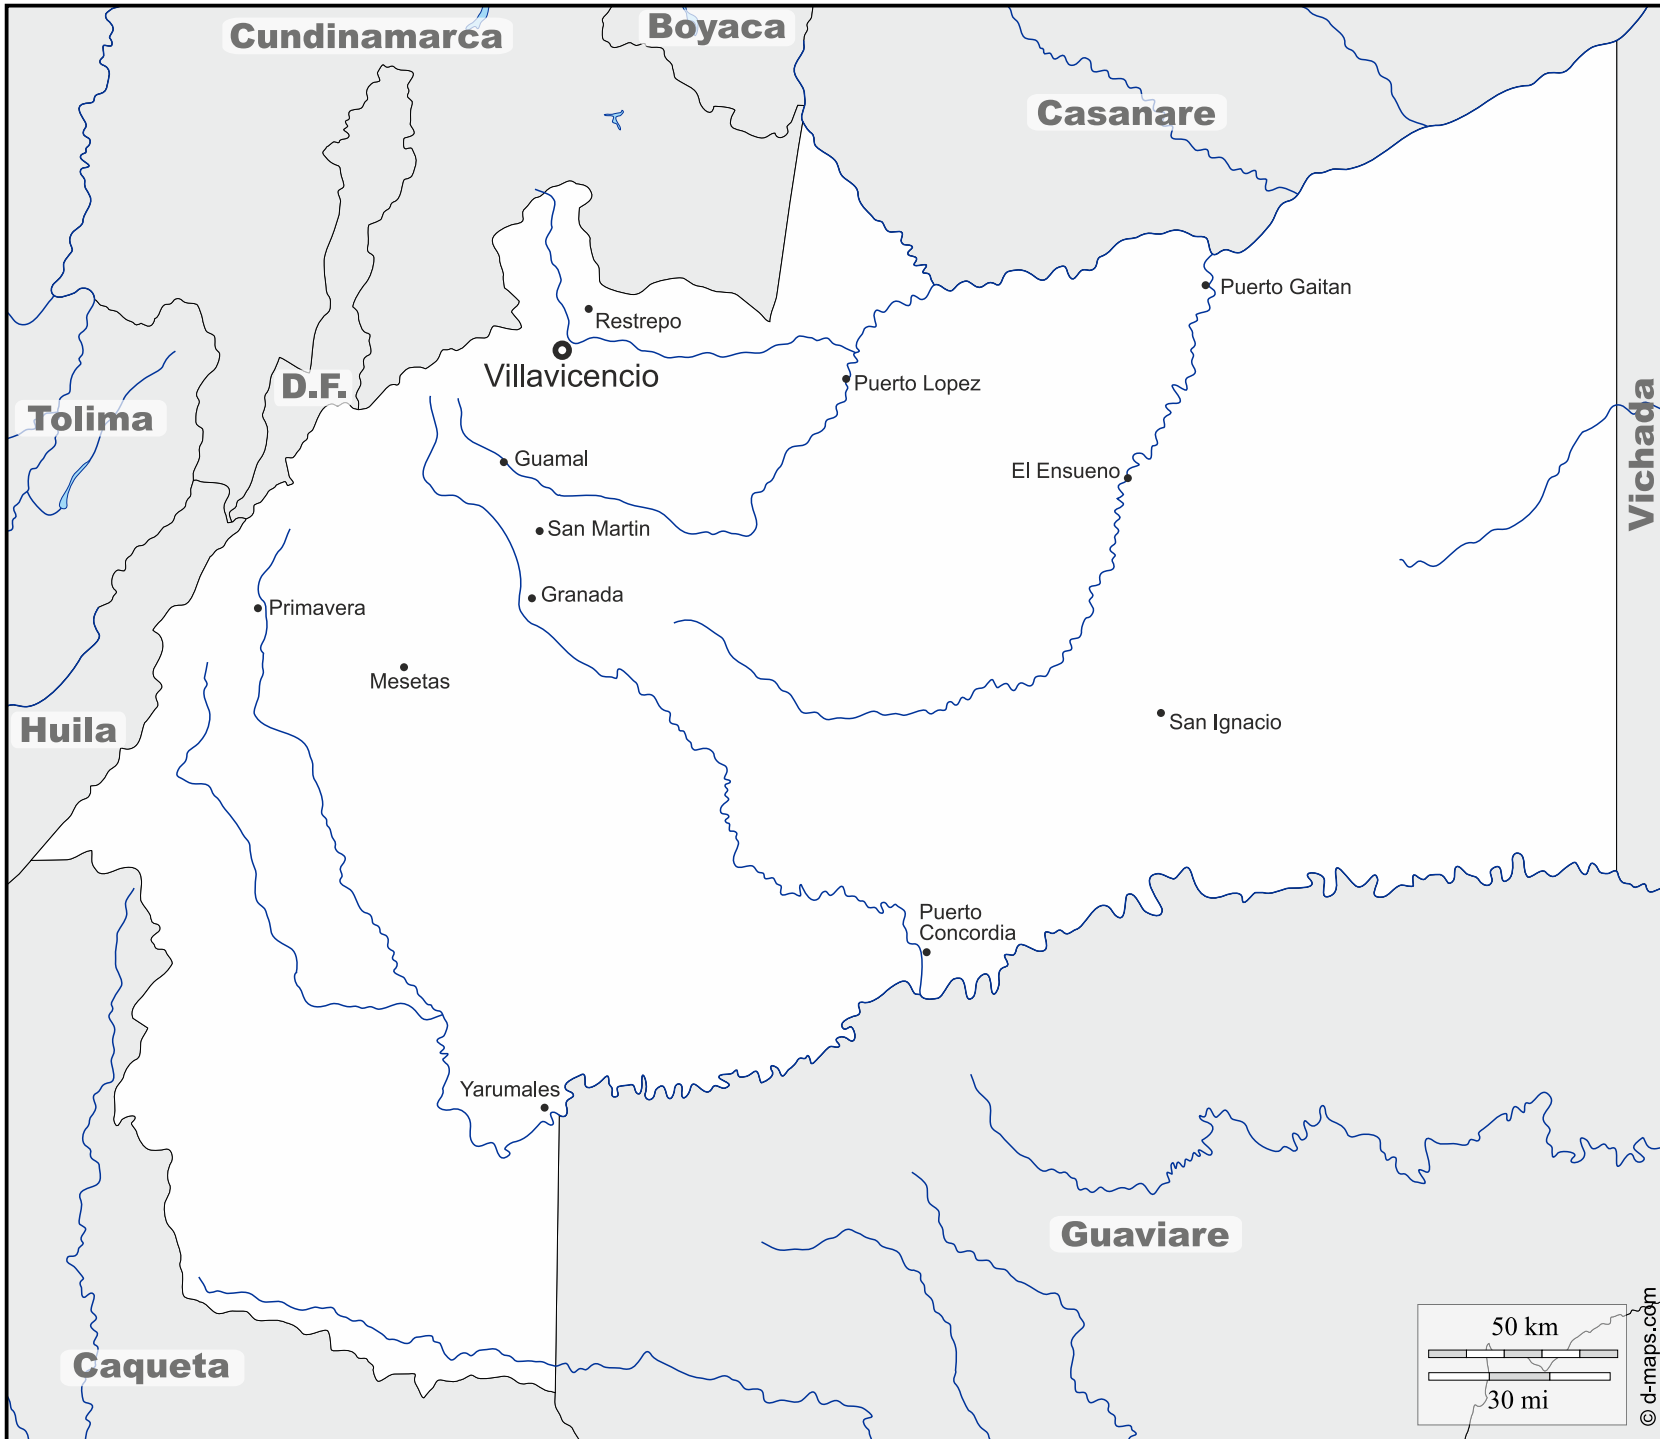 Cundinamarca
Boyaca
Casanare
Puerto Gaitan
Restrepo
Villavicencio
D.F.
Puerto Lopez
Tolima
Vichada
Guamal
El Ensueno
San Martin
Granada
Primavera
Mesetas
Huila
San Ignacio
Puerto
Concordia
Yarumales
Guaviare
Caqueta
50 km
30 mi
© d-maps.com